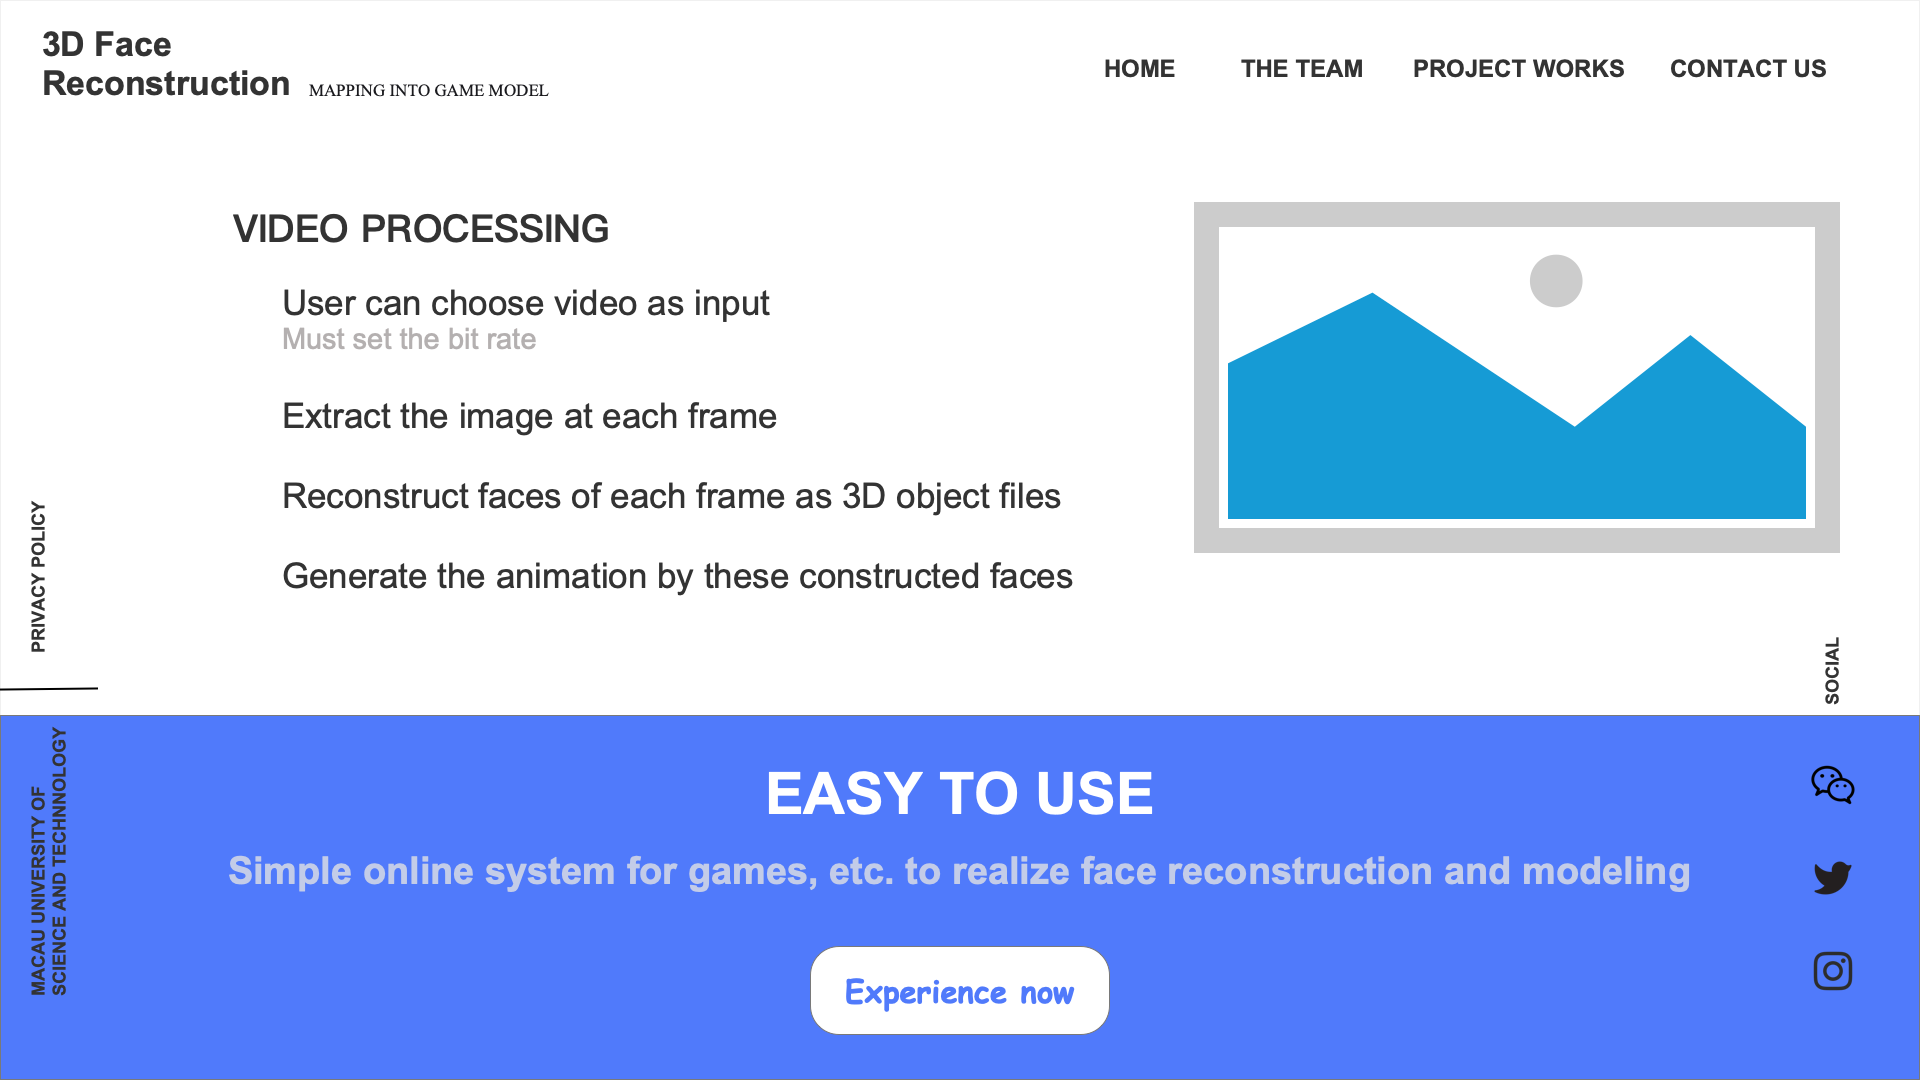 3D Face
Reconstruction MAPPING INTO GAME MODEL
HOME THE TEAM PROJECT WORKS CONTACT US
VIDEO PROCESSING
User can choose video as input
Must set the bit rate
Extract the image at each frame
Reconstruct faces of each frame as 3D object files
Generate the animation by these constructed faces
PRIVACY POLICY
SOCIAL
MACAU UNIVERSITY OF
SCIENCE AND TECHNNOLOGY
EASY TO USE
Simple online system for games, etc. to realize face reconstruction and modeling
Experience now